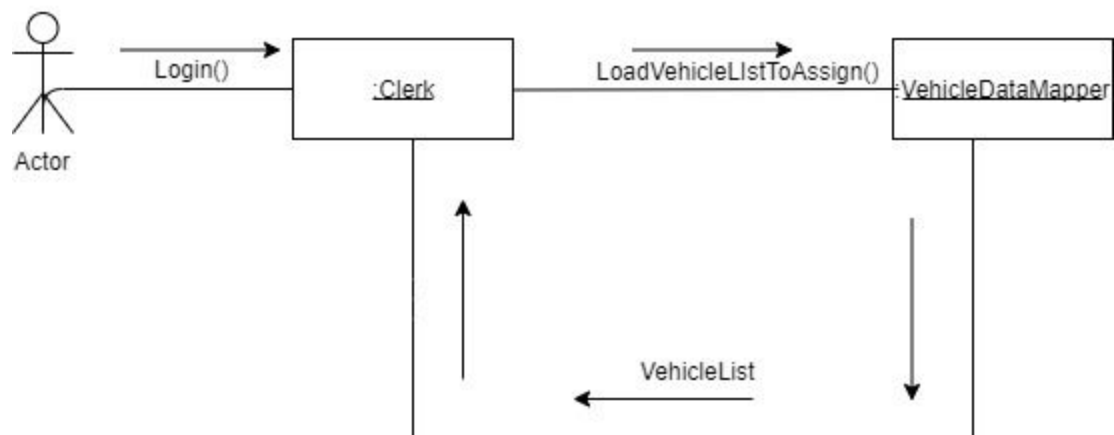 Login()
:Clerk
LoadVehicleLIstToAssign()
:VehicleDataMapper
Actor
VehicleList